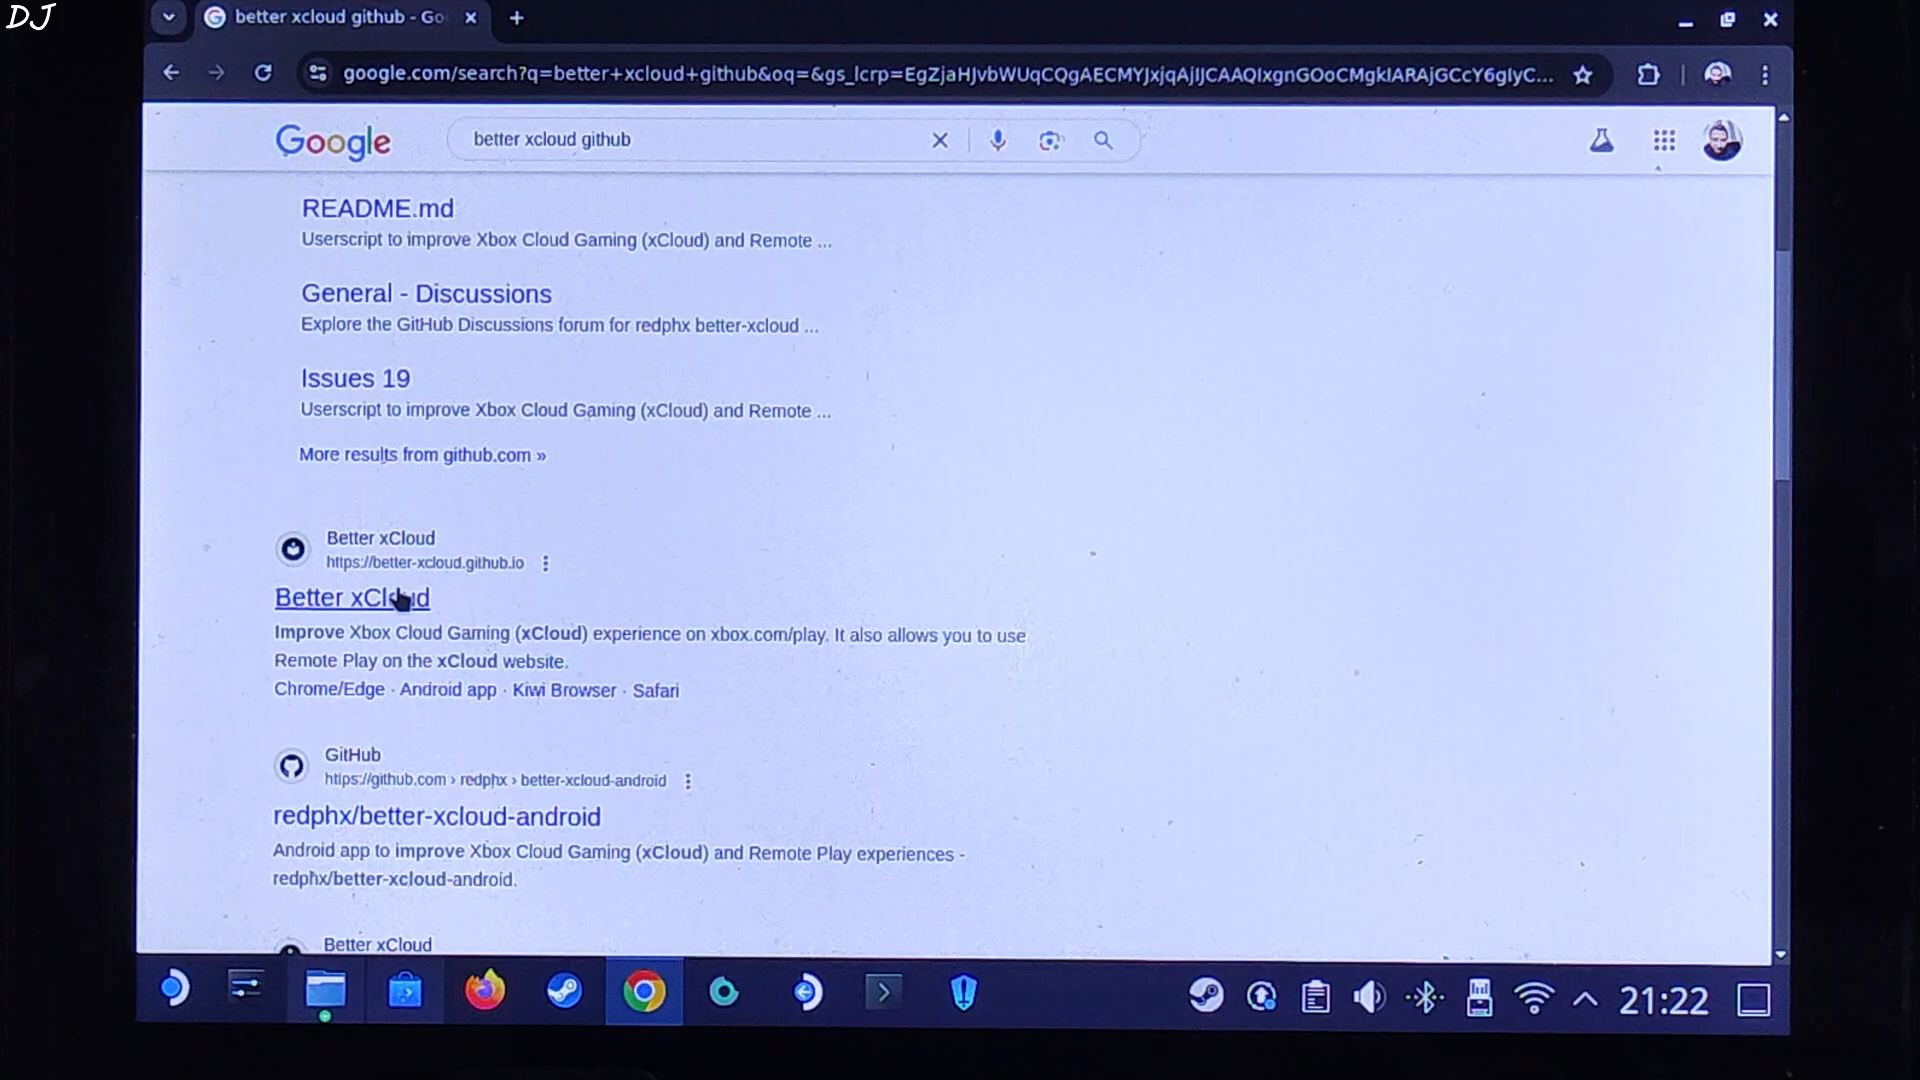 DJ
better xcloud github - Go
google.com/search?q=better+xcloud+github&oq=&gs_lcrp=
Google
better xcloud github
README.md
Userscript to improve Xbox Cloud Gaming (xCloud) and Remote ...
General - Discussions
Explore the GitHub Discussions forum for redphx better-xcloud ...
Issues 19
Userscript to improve Xbox Cloud Gaming (xCloud) and Remote ...
More results from github.com »
Better xCloud
https://better-xcloud.github.io
Better xCloud
Improve Xbox Cloud Gaming (xCloud) experience on xbox.com/play. It also allows you to use
Remote Play on the xCloud website.
Chrome/Edge · Android app · Kiwi Browser · Safari
GitHub
https://github.com › redphx › better-xcloud-android
redphx/better-xcloud-android
Android app to improve Xbox Cloud Gaming (xCloud) and Remote Play experiences -
redphx/better-xcloud-android.
Better xCloud
21:22